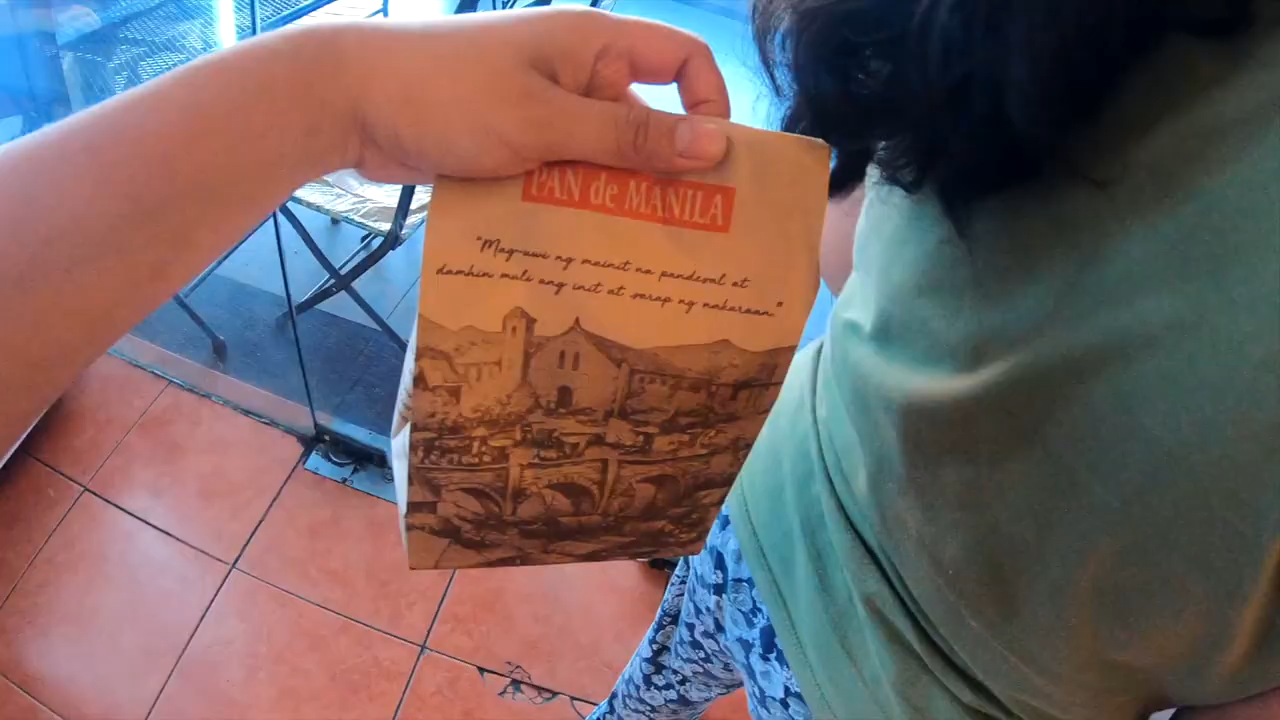 PAN de MANILA
"Mag-uwi ng mainit na pandesal at
damhin muli ang init at sarap ng nakaraan."